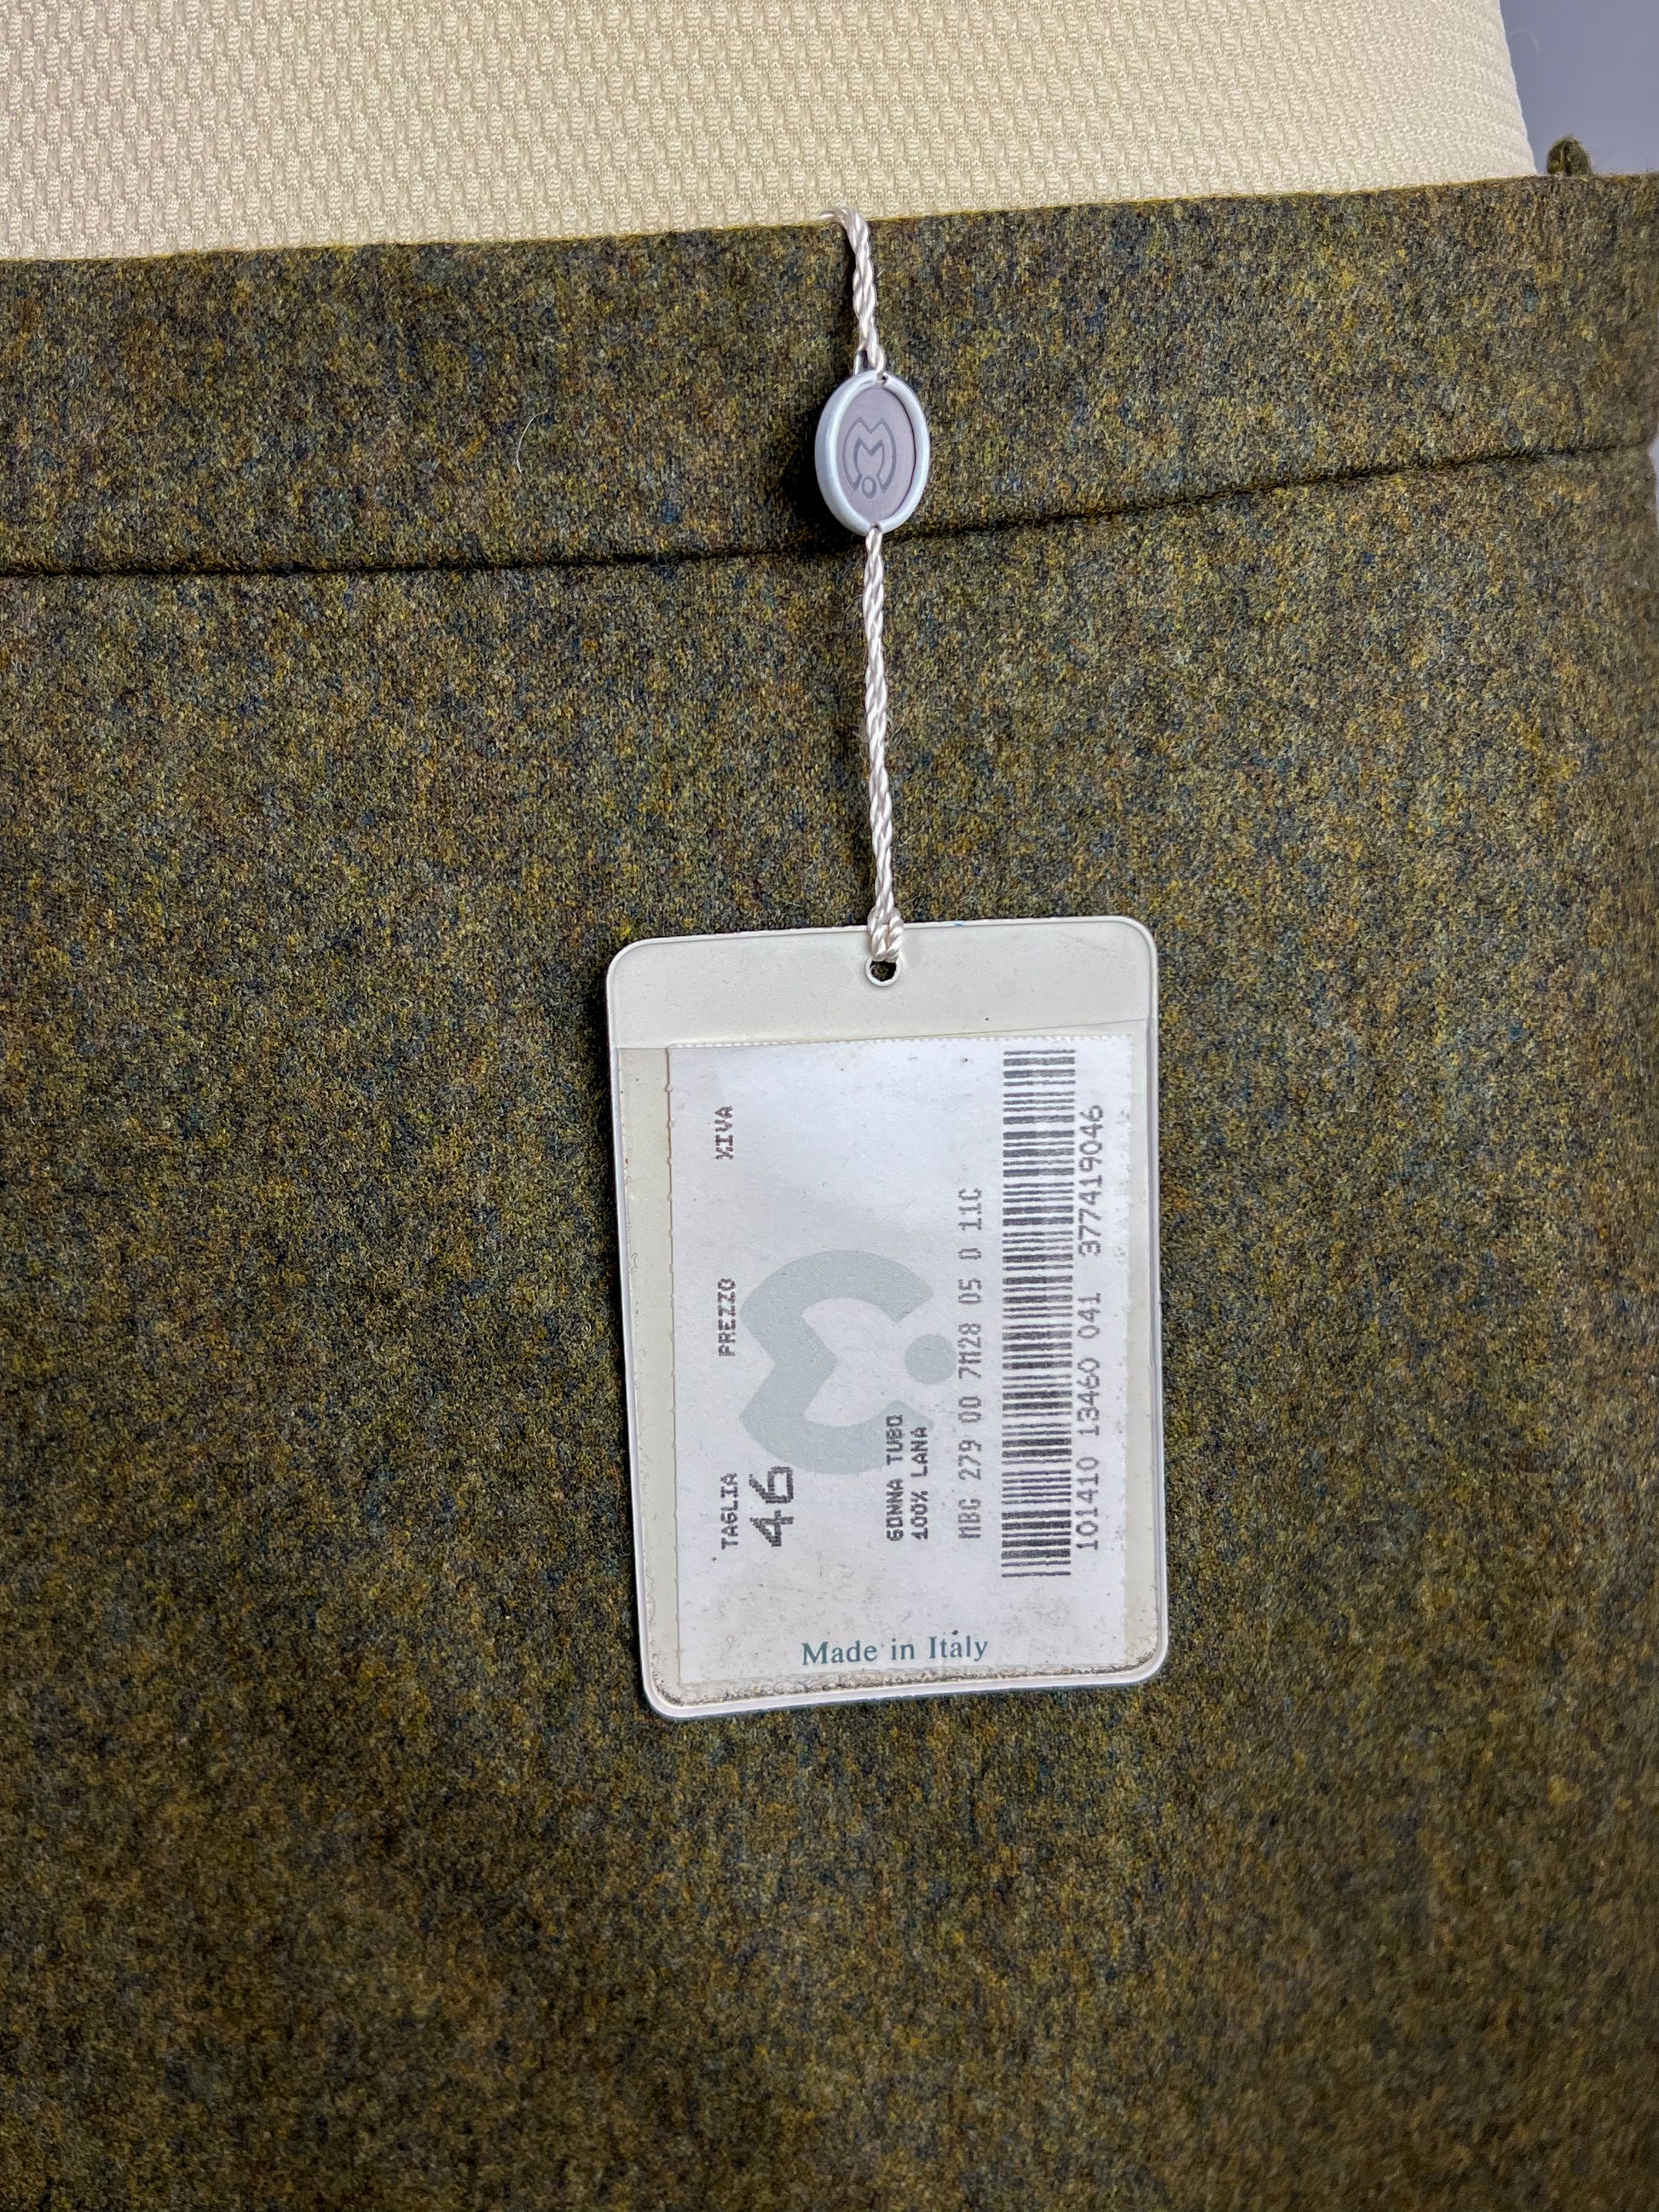 TAGLIA PREZZO %IVA
46
GONNA TUBO
100% LANA
MBG 279 00 7M28 05 0 11C
101410 13460 041 377419046
Made in Italy